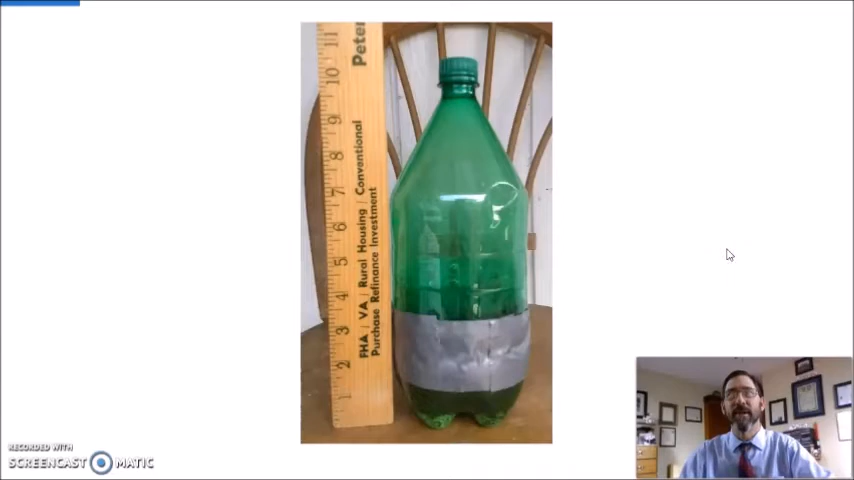 11
10
9
8
7
6
5
4
3
2
1
Peter
FHA / VA / Rural Housing / Conventional
Purchase Refinance Investment
RECORDED WITH
SCREENCAST MATIC